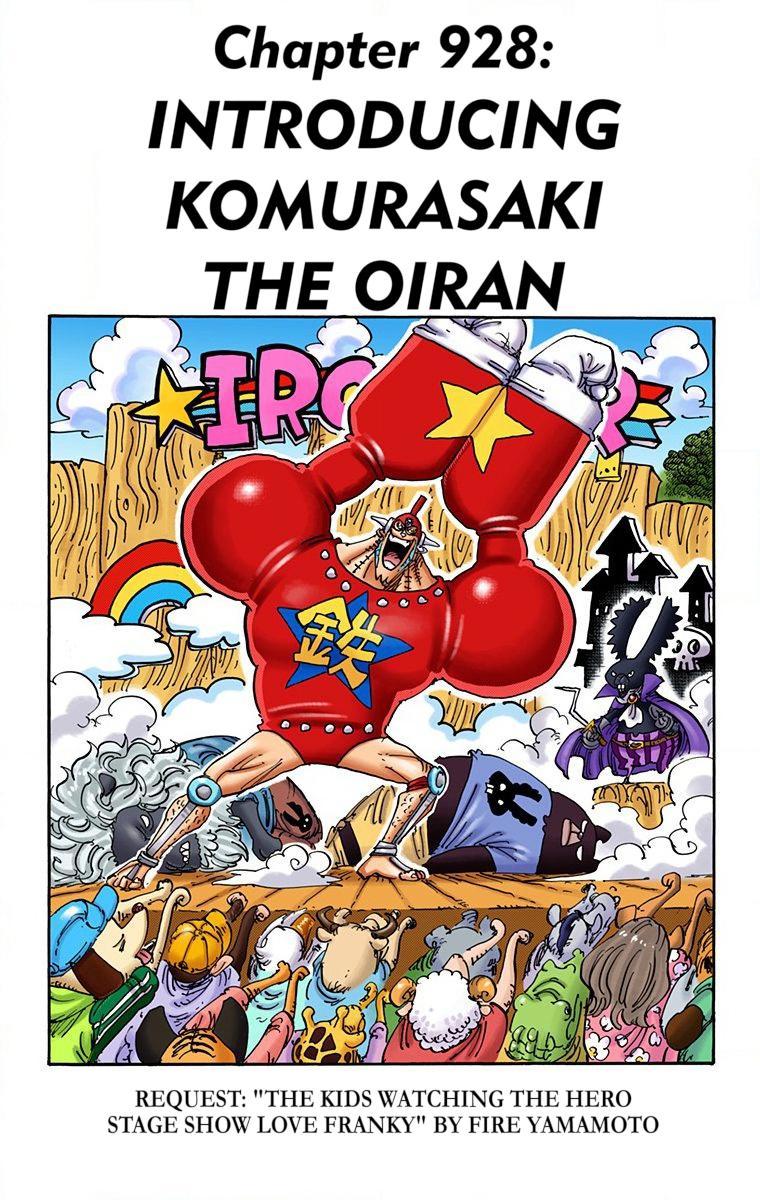 Chapter 928:
INTRODUCING
KOMURASAKI
THE OIRAN
鉄
REQUEST: "THE KIDS WATCHING THE HERO
STAGE SHOW LOVE FRANKY" BY FIRE YAMAMOTO